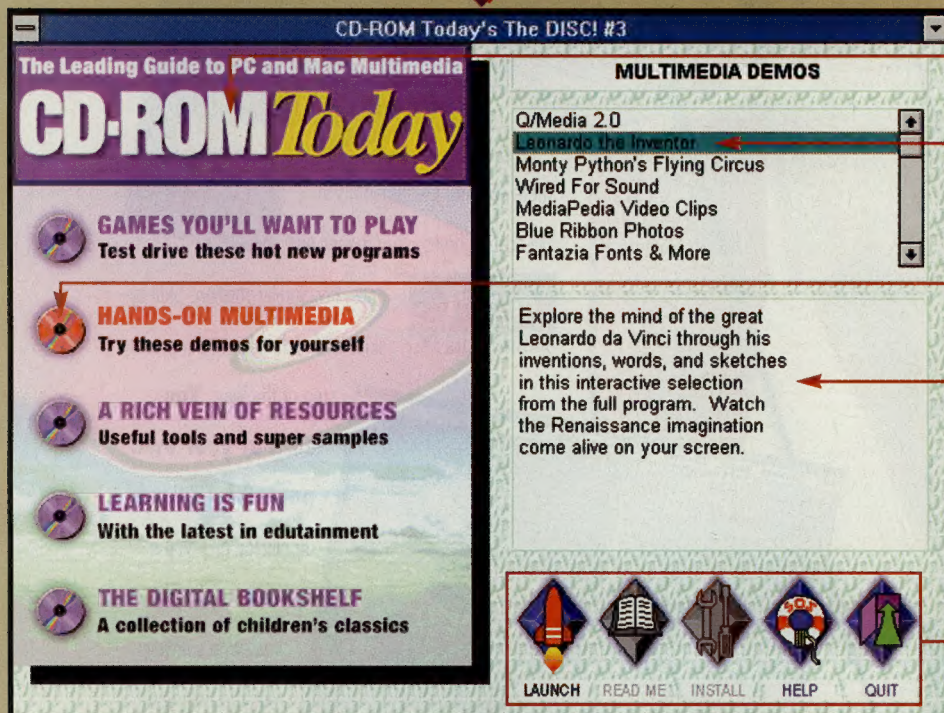 CD-ROM Today's The DISC! #3
The Leading Guide to PC and Mac Multimedia
CD-ROM Today
GAMES YOU'LL WANT TO PLAY
Test drive these hot new programs
HANDS-ON MULTIMEDIA
Try these demos for yourself
A RICH VEIN OF RESOURCES
Useful tools and super samples
LEARNING IS FUN
With the latest in edutainment
THE DIGITAL BOOKSHELF
A collection of children's classics
MULTIMEDIA DEMOS
Q/Media 2.0
Leonardo the Inventor
Monty Python's Flying Circus
Wired For Sound
MediaPedia Video Clips
Blue Ribbon Photos
Fantazia Fonts & More
Explore the mind of the great
Leonardo da Vinci through his
inventions, words, and sketches
in this interactive selection
from the full program. Watch
the Renaissance imagination
come alive on your screen.
S.O.S
LAUNCH READ ME INSTALL HELP QUIT